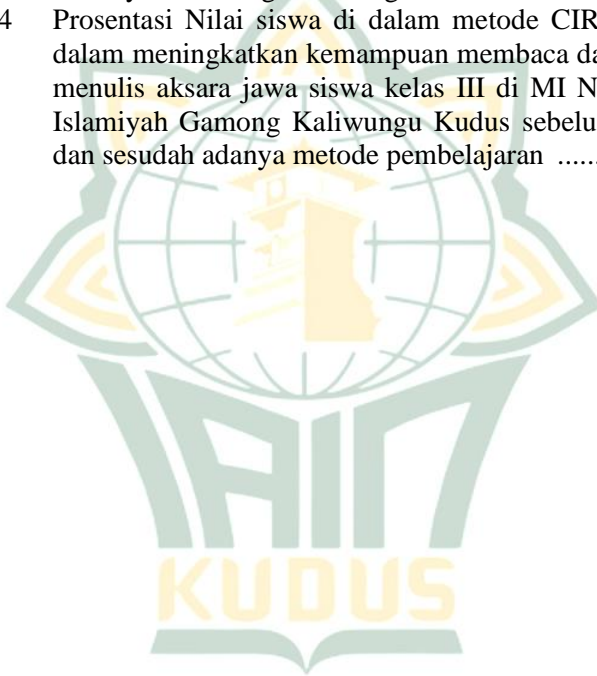 4 Prosentasi Nilai siswa di dalam metode CIR
dalam meningkatkan kemampuan membaca da
menulis aksara jawa siswa kelas III di MI N
Islamiyah Gamong Kaliwungu Kudus sebelu
dan sesudah adanya metode pembelajaran ......
IAIN
KUDUS